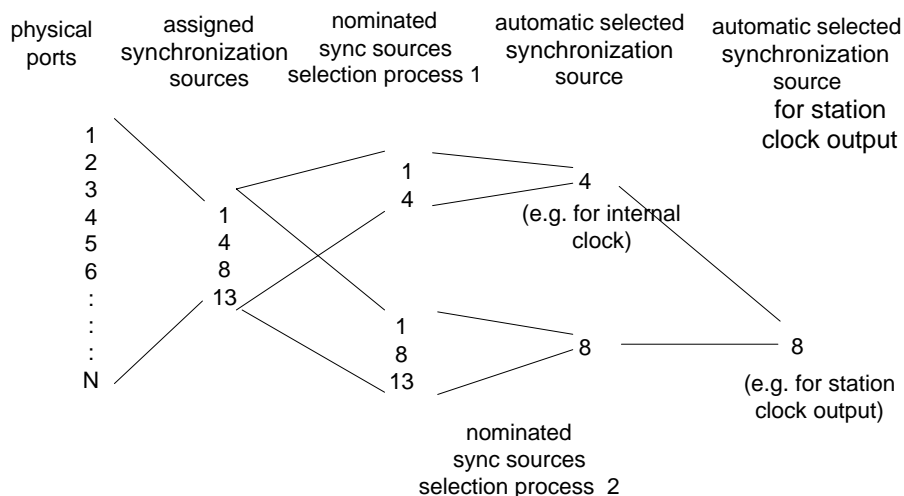 physical
ports
assigned
synchronization
sources
nominated
sync sources
selection process 1
automatic selected
synchronization
source
automatic selected
synchronization
source
for station
clock output
1
2
3
4
5
6
:
:
:
N
1
4
8
13
1
4
1
8
13
nominated
sync sources
selection process 2
4
(e.g. for internal
clock)
8
8
(e.g. for station
clock output)